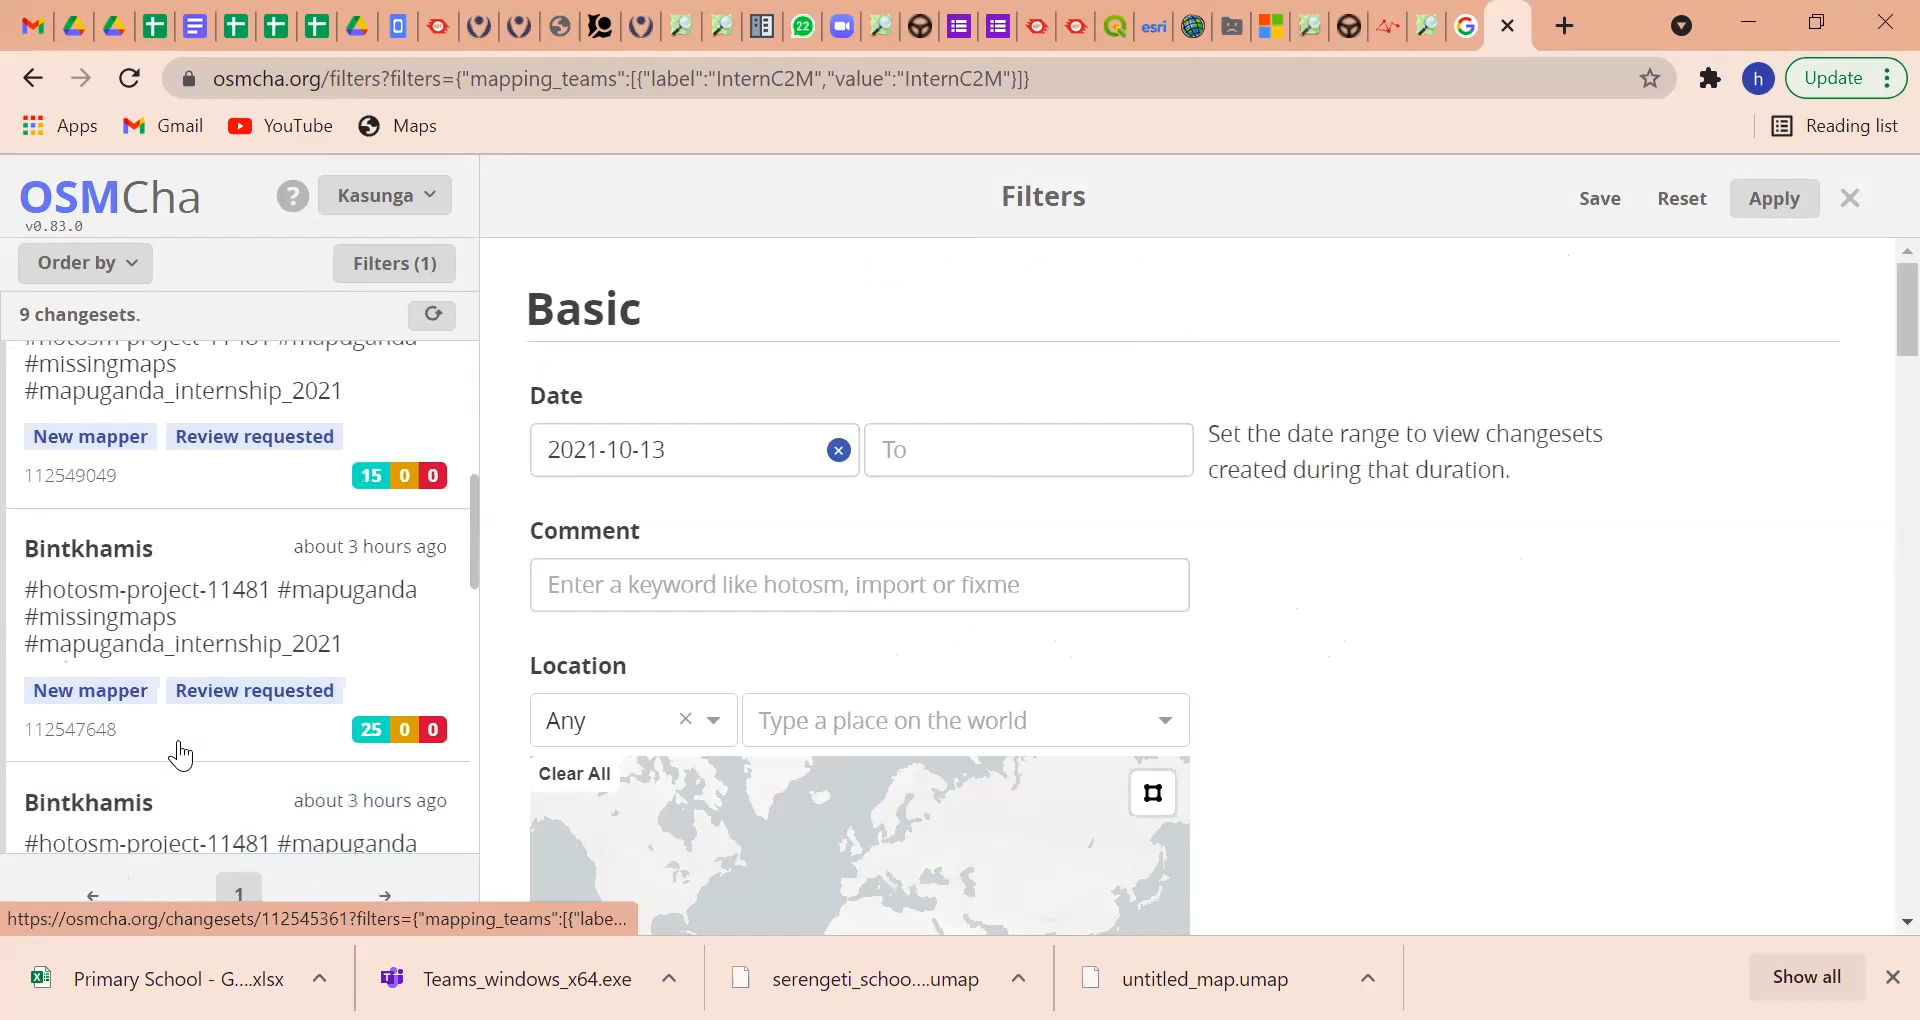 22
esri
osmcha.org/filters?filters={"mapping_teams":[{"label":"InternC2M","value":"InternC2M"}]}
h
Update
Apps
Gmail
YouTube
Maps
Reading list
OSMCha
v0.83.0
?
Kasunga
Filters
Save
Reset
Apply
Order by
Filters (1)
9 changesets.
#hotosm-project-11481 #mapuganda
#missingmaps
#mapuganda_internship_2021
New mapper
Review requested
112549049
15 0 0
Bintkhamis
about 3 hours ago
#hotosm-project-11481 #mapuganda
#missingmaps
#mapuganda_internship_2021
New mapper
Review requested
112547648
25 0 0
Bintkhamis
about 3 hours ago
#hotosm-project-11481 #mapuganda
1
Basic
Date
2021-10-13
To
Set the date range to view changesets
created during that duration.
Comment
Enter a keyword like hotosm, import or fixme
Location
Any
Type a place on the world
Clear All
https://osmcha.org/changesets/112545361?filters={"mapping_teams":[{"labe...
Primary School - G....xlsx
Teams_windows_x64.exe
serengeti_schoo....umap
untitled_map.umap
Show all